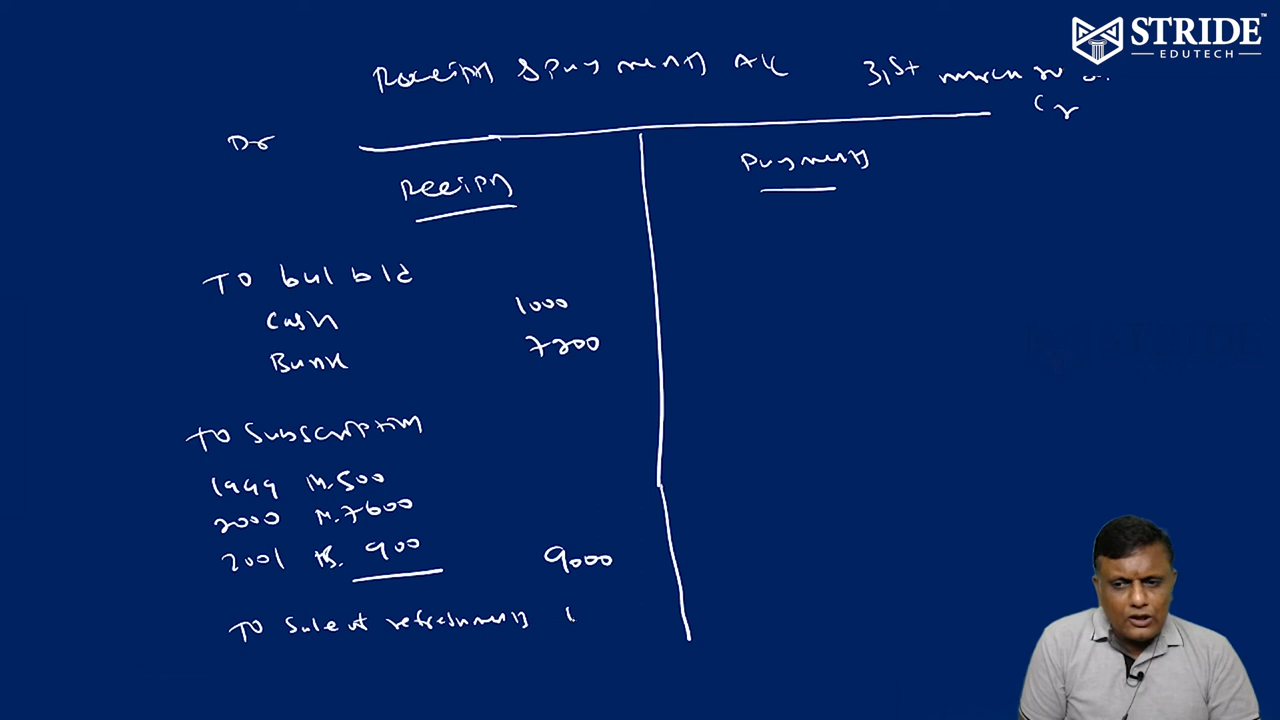 STRIDE
EDUTECH
Receipts & Payments A/c 31st march
Dr
Cr
Receipts
Payments
To bal b/d
Cash 1000
Bank 7200
To Subscription
1999 Rs. 500
2000 Rs. 7600
2001 Rs. 900 9000
To Sale of refreshments